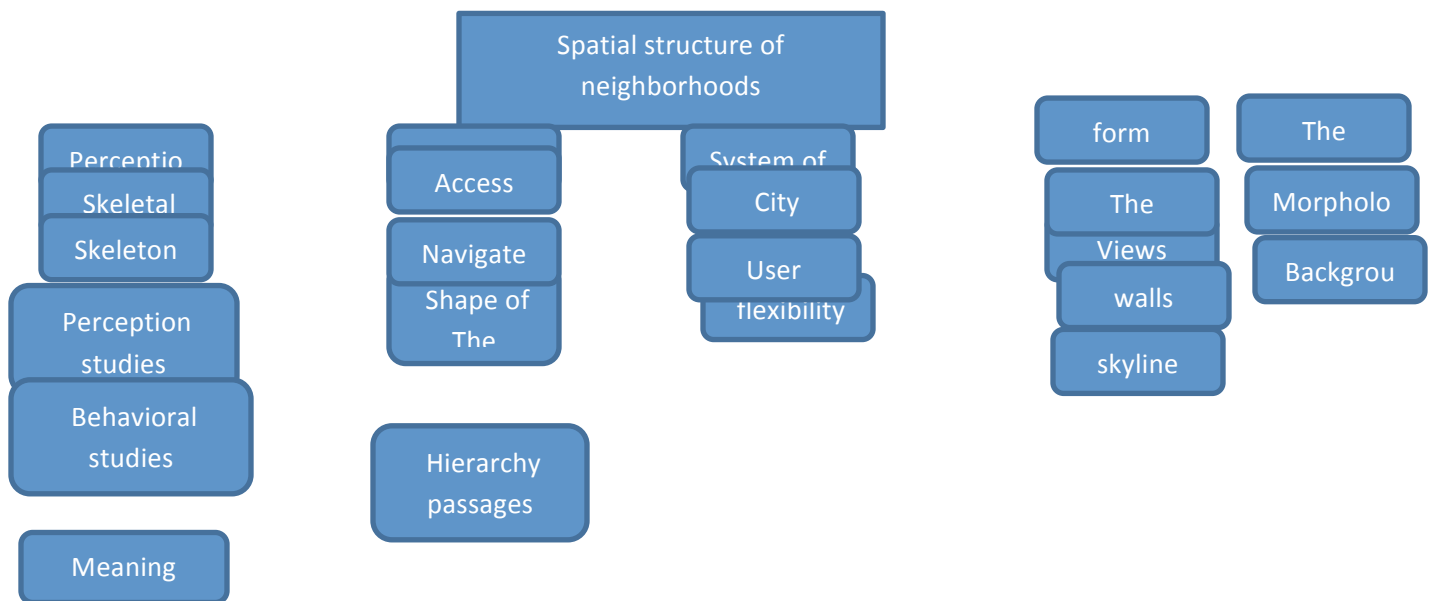 Spatial structure of
neighborhoods
Perceptio
Skeletal
Skeleton
Perception
studies
Behavioral
studies
Meaning
Access
Navigate
Shape of
The
Hierarchy
passages
System of
City
User
flexibility
form
The
Views
walls
skyline
The
Morpholo
Backgrou